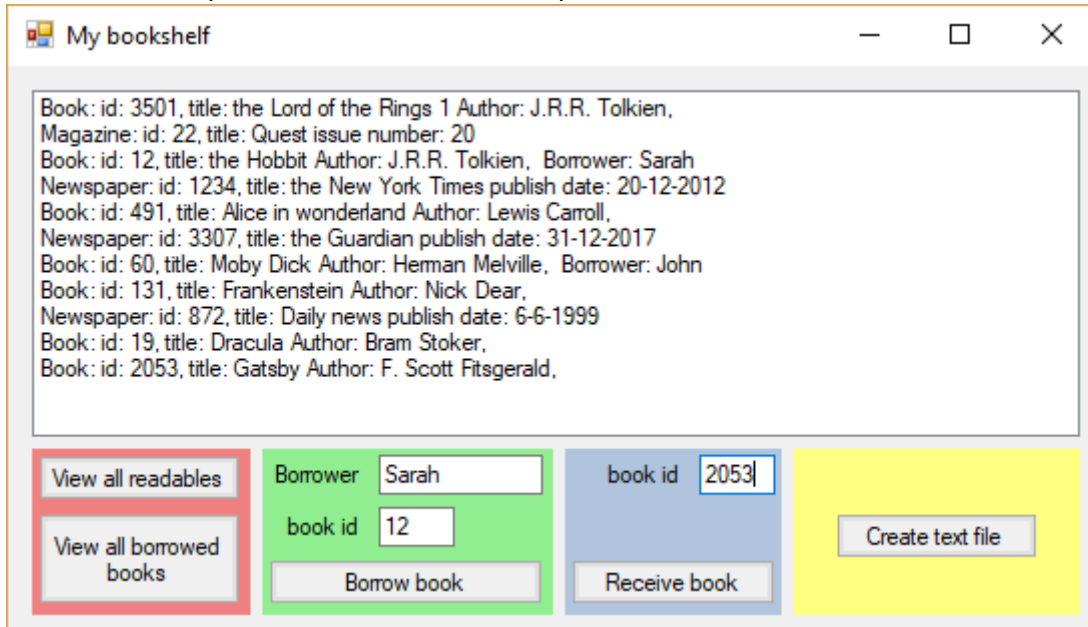 My bookshelf
Book: id: 3501, title: the Lord of the Rings 1 Author: J.R.R. Tolkien,
Magazine: id: 22, title: Quest issue number: 20
Book: id: 12, title: the Hobbit Author: J.R.R. Tolkien,  Borrower: Sarah
Newspaper: id: 1234, title: the New York Times publish date: 20-12-2012
Book: id: 491, title: Alice in wonderland Author: Lewis Carroll,
Newspaper: id: 3307, title: the Guardian publish date: 31-12-2017
Book: id: 60, title: Moby Dick Author: Herman Melville,  Borrower: John
Book: id: 131, title: Frankenstein Author: Nick Dear,
Newspaper: id: 872, title: Daily news publish date: 6-6-1999
Book: id: 19, title: Dracula Author: Bram Stoker,
Book: id: 2053, title: Gatsby Author: F. Scott Fitsgerald,
View all readables
View all borrowed
books
Borrower Sarah
book id 12
Borrow book
book id 2053
Receive book
Create text file